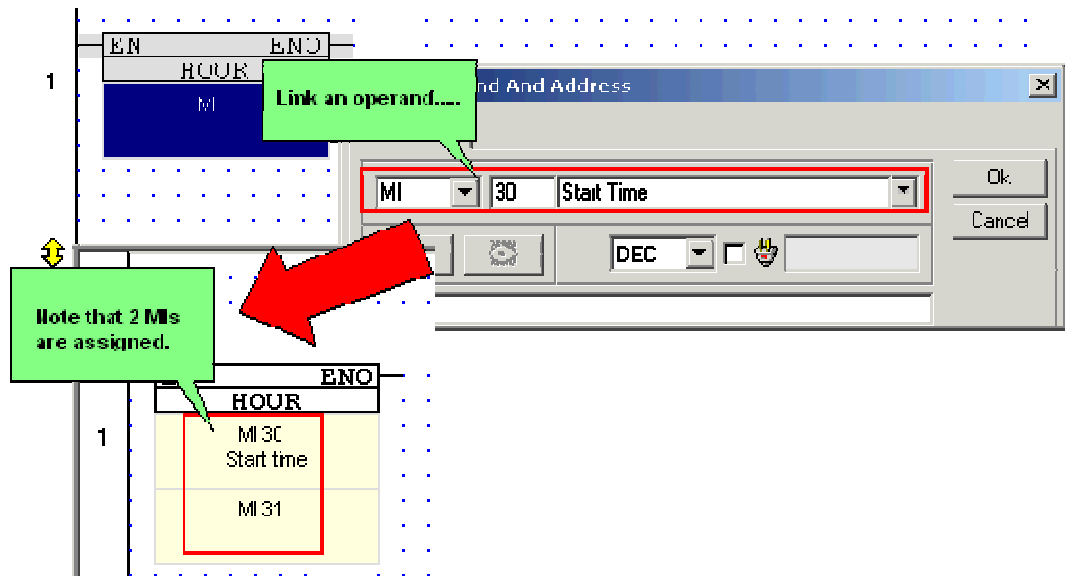 EN ENO
HOUR
1
MI
Link an operand.....
nd And Address
MI 30 Start Time
Ok
Cancel
DEC
Note that 2 MIs
are assigned.
ENO
HOUR
1
MI 30
Start time
MI 31